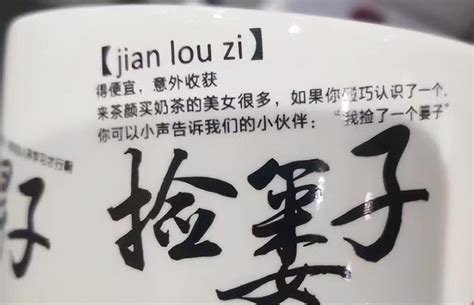 【jian lou zi】
得便宜，意外收获
来茶颜买奶茶的美女很多，如果你碰巧认识了一个，
你可以小声告诉我们的小伙伴：“我捡了一个篓子”
捡篓子
子